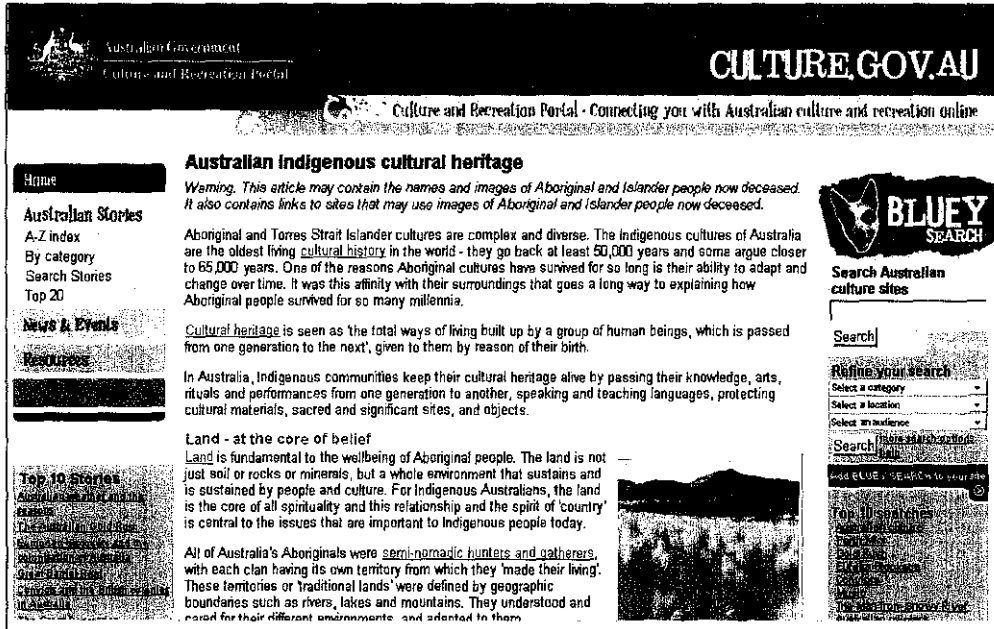 Australian Government
Culture and Recreation Portal
CULTURE.GOV.AU
Culture and Recreation Portal - Connecting you with Australian culture and recreation online
Home
Australian Stories
A-Z index
By category
Search Stories
Top 20
News & Events
Resources
Top 10 Stories
The Australian Gold Rush
Great Barrier Reef
in Australia
Australian Indigenous cultural heritage
Warning. This article may contain the names and images of Aboriginal and Islander people now deceased.
It also contains links to sites that may use images of Aboriginal and Islander people now deceased.
Aboriginal and Torres Strait Islander cultures are complex and diverse. The Indigenous cultures of Australia
are the oldest living cultural history in the world - they go back at least 50,000 years and some argue closer
to 65,000 years. One of the reasons Aboriginal cultures have survived for so long is their ability to adapt and
change over time. It was this affinity with their surroundings that goes a long way to explaining how
Aboriginal people survived for so many millennia.
Cultural heritage is seen as 'the total ways of living built up by a group of human beings, which is passed
from one generation to the next', given to them by reason of their birth.
In Australia, Indigenous communities keep their cultural heritage alive by passing their knowledge, arts,
rituals and performances from one generation to another, speaking and teaching languages, protecting
cultural materials, sacred and significant sites, and objects.
Land - at the core of belief
Land is fundamental to the wellbeing of Aboriginal people. The land is not
just soil or rocks or minerals, but a whole environment that sustains and
is sustained by people and culture. For Indigenous Australians, the land
is the core of all spirituality and this relationship and the spirit of 'country'
is central to the issues that are important to Indigenous people today.
All of Australia's Aboriginals were semi-nomadic hunters and gatherers,
with each clan having its own territory from which they 'made their living'.
These territories or 'traditional lands' were defined by geographic
boundaries such as rivers, lakes and mountains. They understood and
cared for their different environments, and adapted to them
BLUEY
SEARCH
Search Australian
culture sites
Search
Refine your search
Select a category
Select a location
Select an audience
Search
more search options
help
Add BLUEY SEARCH to your site
Top 10 searches